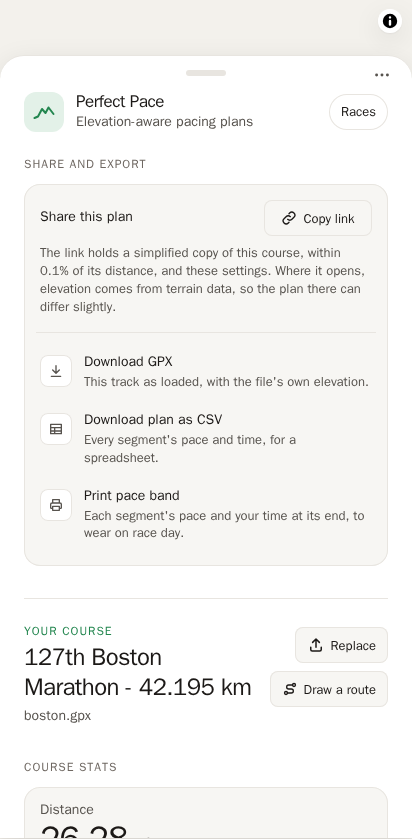 Perfect Pace
Elevation-aware pacing plans
Races
SHARE AND EXPORT
Share this plan
Copy link
The link holds a simplified copy of this course, within
0.1% of its distance, and these settings. Where it opens,
elevation comes from terrain data, so the plan there can
differ slightly.
Download GPX
This track as loaded, with the file's own elevation.
Download plan as CSV
Every segment's pace and time, for a
spreadsheet.
Print pace band
Each segment's pace and your time at its end, to
wear on race day.
YOUR COURSE
127th Boston
Marathon - 42.195 km
boston.gpx
Replace
Draw a route
COURSE STATS
Distance
26.28